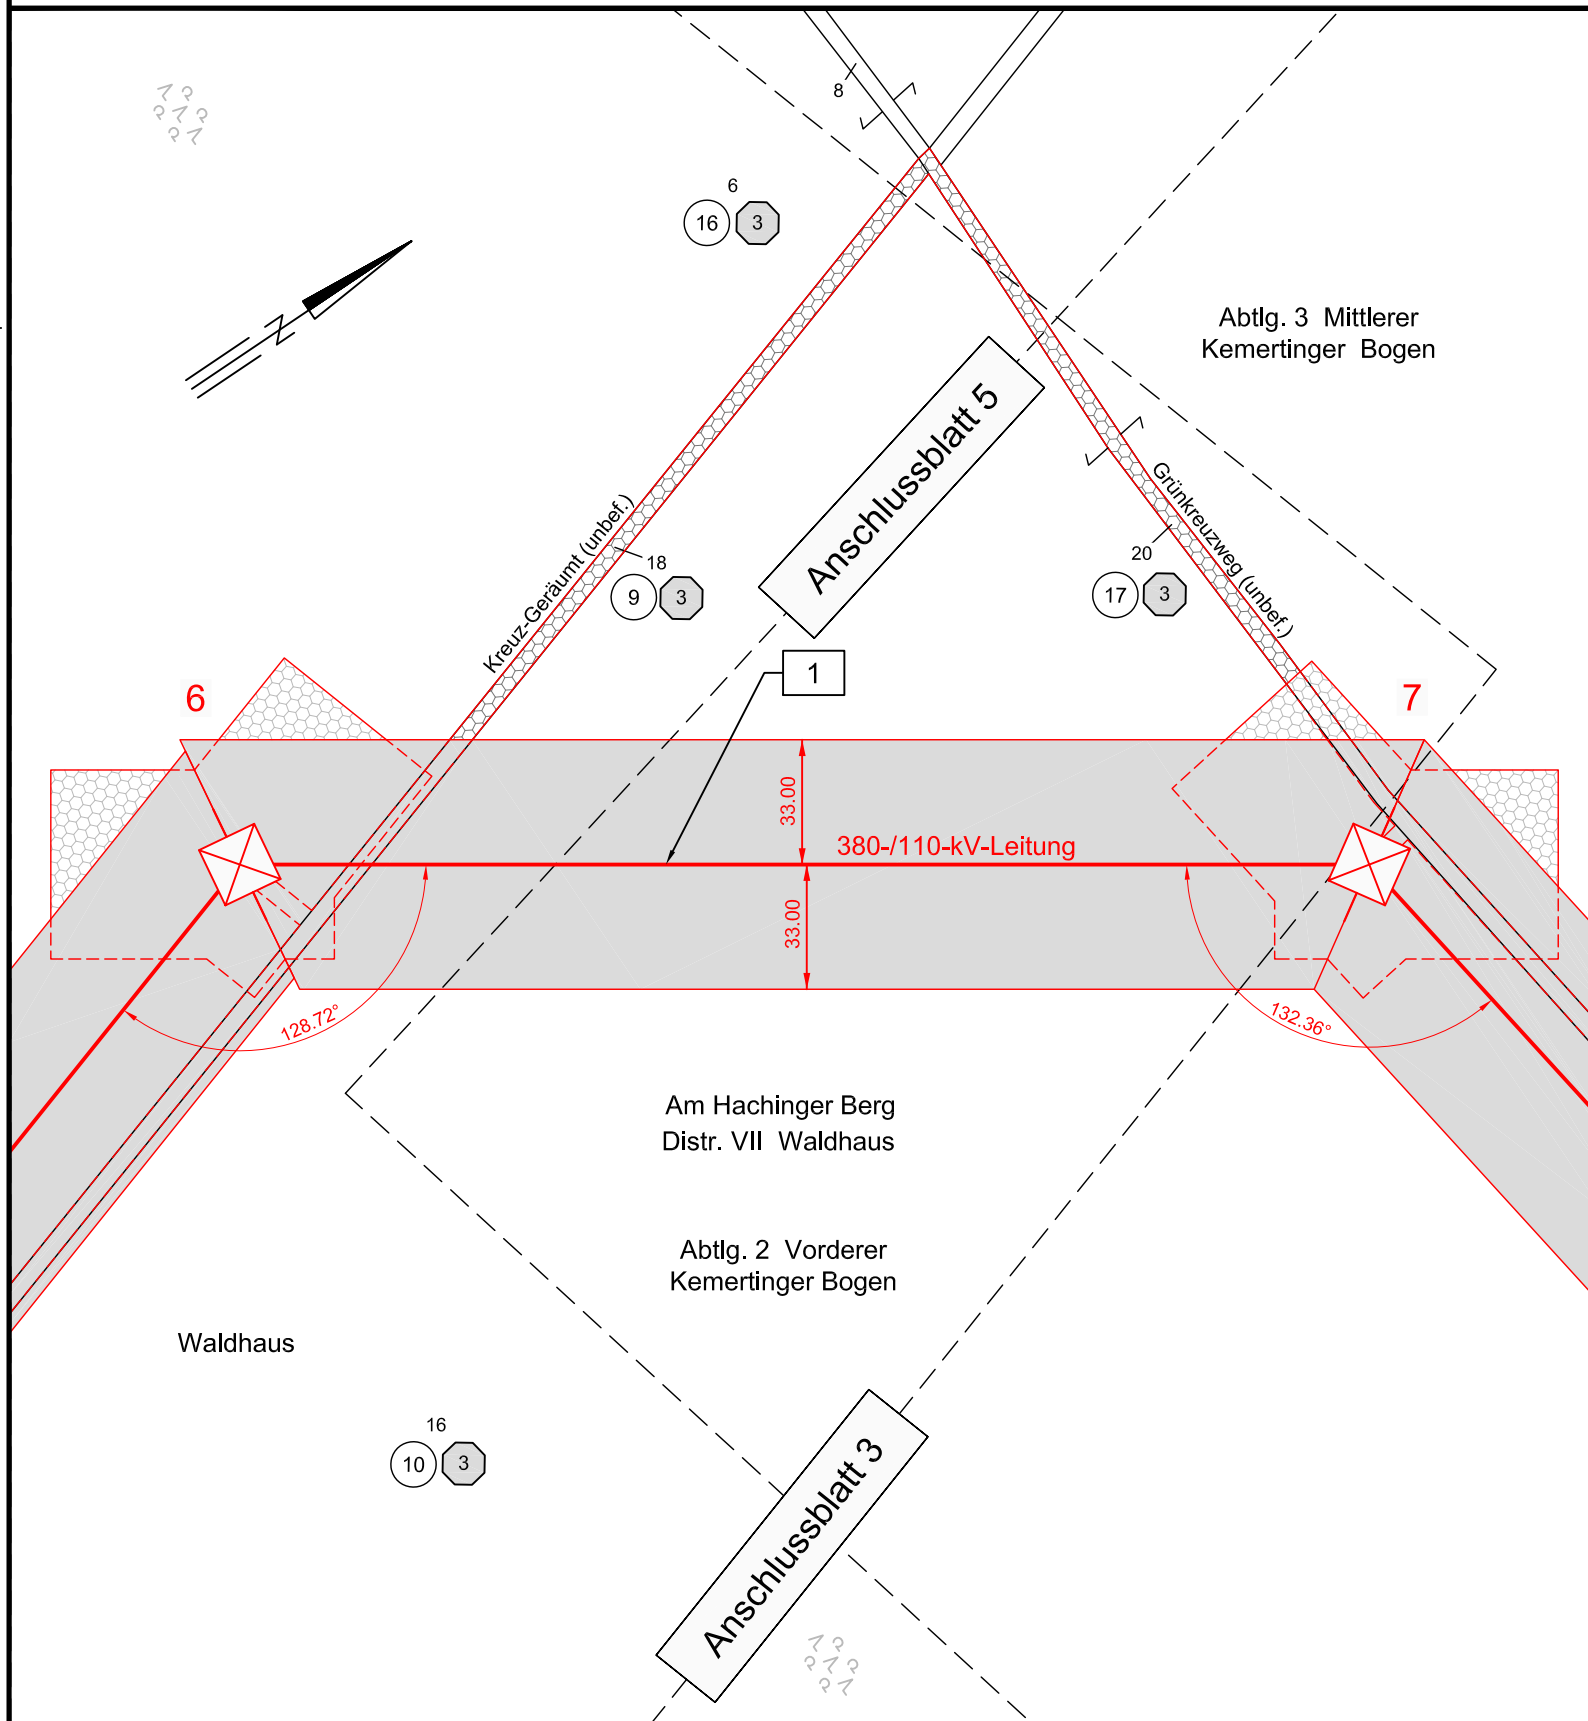 8
6
16 3
N
Abtlg. 3 Mittlerer
Kemertinger Bogen
Anschlussblatt 5
Kreuz-Geräumt (unbef.)
18
9 3
Grünkreuzweg (unbef.)
20
17 3
1
6
7
33.00
380-/110-kV-Leitung
33.00
128.72°
132.36°
Am Hachinger Berg
Distr. VII Waldhaus
Abtlg. 2 Vorderer
Kemertinger Bogen
Waldhaus
16
10 3
Anschlussblatt 3